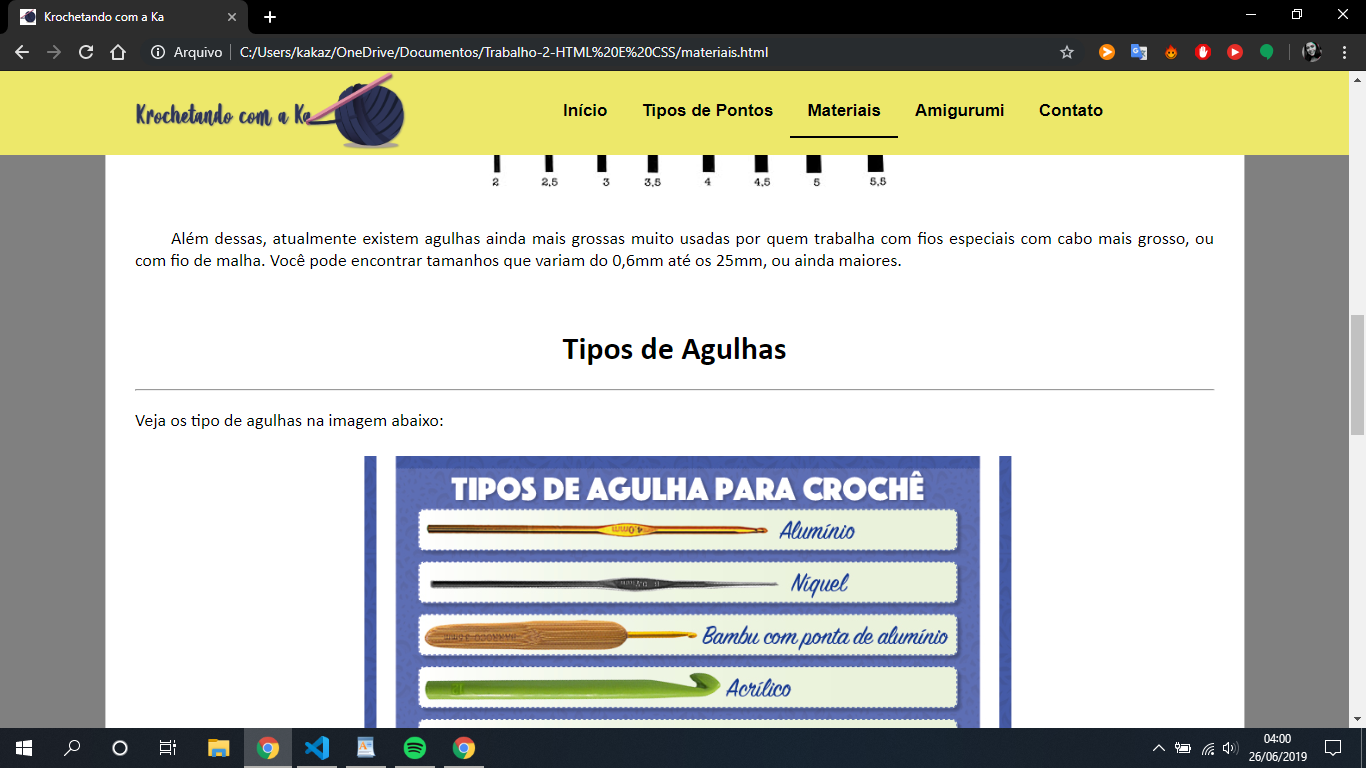 Krochetando com a Ka
Arquivo
C:/Users/kakaz/OneDrive/Documentos/Trabalho-2-HTML%20E%20CSS/materiais.html
Krochetando com a Ka
Início Tipos de Pontos Materiais Amigurumi Contato
2 2,5 3 3,5 4 4,5 5 5,5
Além dessas, atualmente existem agulhas ainda mais grossas muito usadas por quem trabalha com fios especiais com cabo mais grosso, ou
com fio de malha. Você pode encontrar tamanhos que variam do 0,6mm até os 25mm, ou ainda maiores.
Tipos de Agulhas
Veja os tipo de agulhas na imagem abaixo:
TIPOS DE AGULHA PARA CROCHÊ
4.0mm
Alumínio
Níquel
Bambu com ponta de alumínio
Acrílico
04:00
26/06/2019